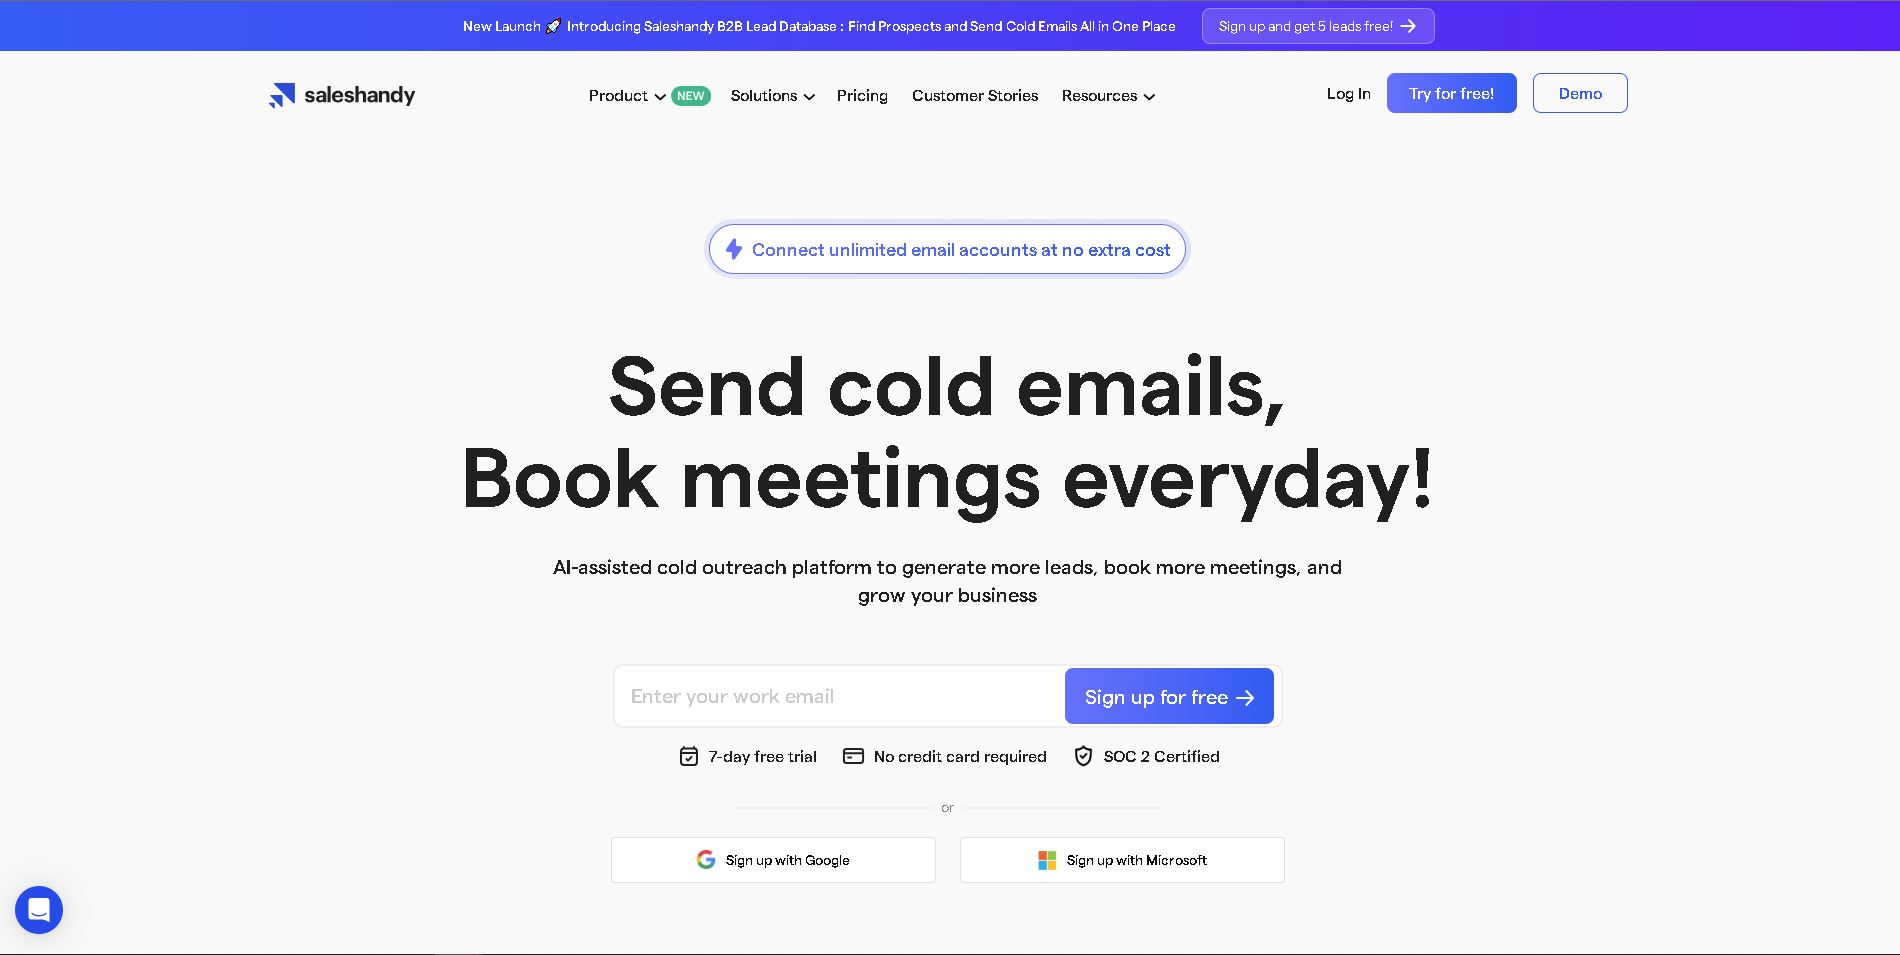 New Launch 🚀 Introducing Saleshandy B2B Lead Database : Find Prospects and Send Cold Emails All in One Place
Sign up and get 5 leads free!
saleshandy
Product NEW Solutions Pricing Customer Stories Resources
Log In Try for free! Demo
Connect unlimited email accounts at no extra cost
Send cold emails,
Book meetings everyday!
AI-assisted cold outreach platform to generate more leads, book more meetings, and
grow your business
Enter your work email
Sign up for free
7-day free trial No credit card required SOC 2 Certified
or
Sign up with Google Sign up with Microsoft